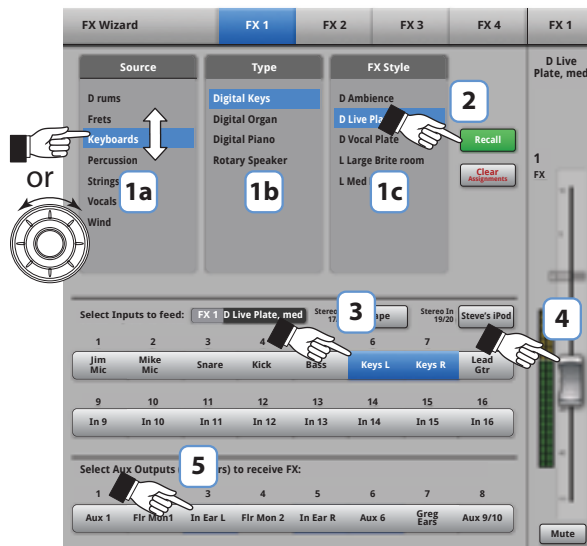 FX Wizard FX 1 FX 2 FX 3 FX 4 FX 1
Source Type FX Style
D Live
Plate, med
D rums Digital Keys D Ambience
2
Frets Digital Organ D Live
Keyboards Digital Piano D Vocal Plate Recall
Percussion Rotary Speaker L Large Brite room
1
FX
or Strings 1a 1b L Med 1c Clear
Assignments
Vocals
Wind
Select Inputs to feed: FX 1 D Live Plate, med Stereo 3 Stereo In
19/20 Steve's iPod 4
1 2 3 4 6 7
Jim
Mic Mike
Mic Snare Kick Bass Keys L Keys R Lead
Gtr
9 10 11 12 13 14 15 16
In 9 In 10 In 11 In 12 In 13 In 14 In 15 In 16
Select Aux Outputs 5 to receive FX:
1 3 4 5 6 7 8
Aux 1 Flr Mon1 In Ear L Flr Mon 2 In Ear R Aux 6 Greg
Ears Aux 9/10
Mute